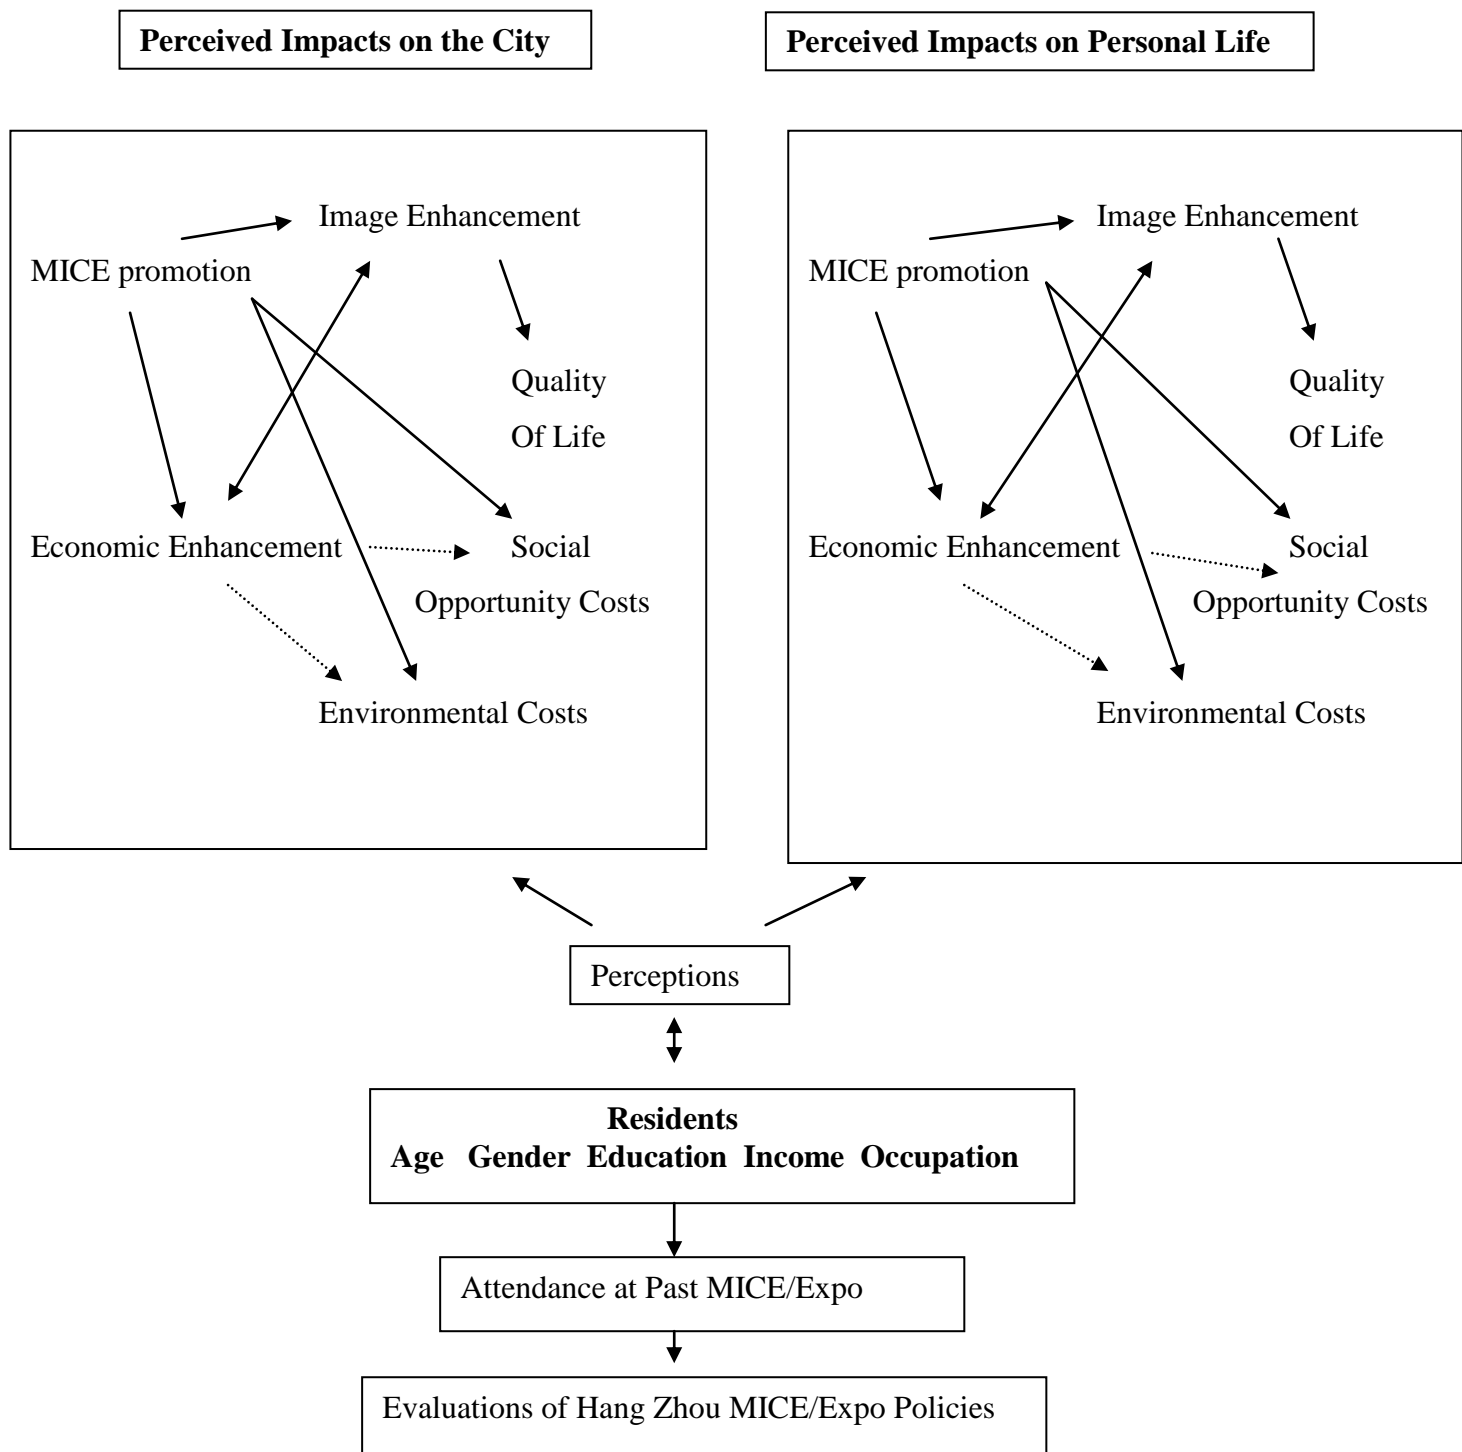 Perceived Impacts on the City
Perceived Impacts on Personal Life
Image Enhancement
MICE promotion
Quality
Of Life
Economic Enhancement
Social
Opportunity Costs
Environmental Costs
Image Enhancement
MICE promotion
Quality
Of Life
Economic Enhancement
Social
Opportunity Costs
Environmental Costs
Perceptions
Residents
Age Gender Education Income Occupation
Attendance at Past MICE/Expo
Evaluations of Hang Zhou MICE/Expo Policies